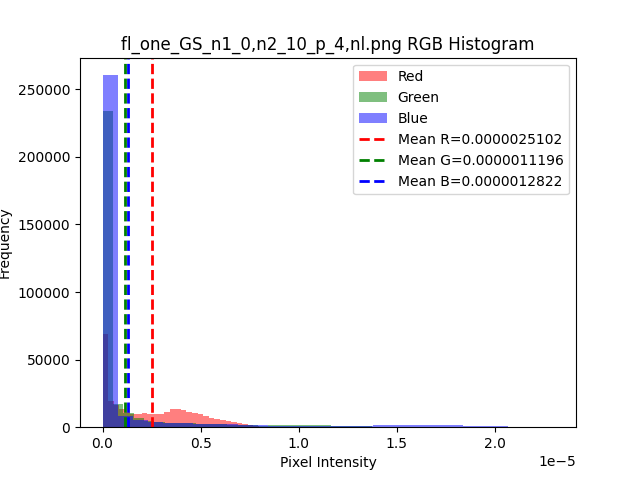 fl_one_GS_n1_0,n2_10_p_4,nl.png RGB Histogram
Red
Green
Blue
Mean R=0.0000025102
Mean G=0.0000011196
Mean B=0.0000012822
Frequency
250000
200000
150000
100000
50000
0
0.0 0.5 1.0 1.5 2.0
1e−5
Pixel Intensity